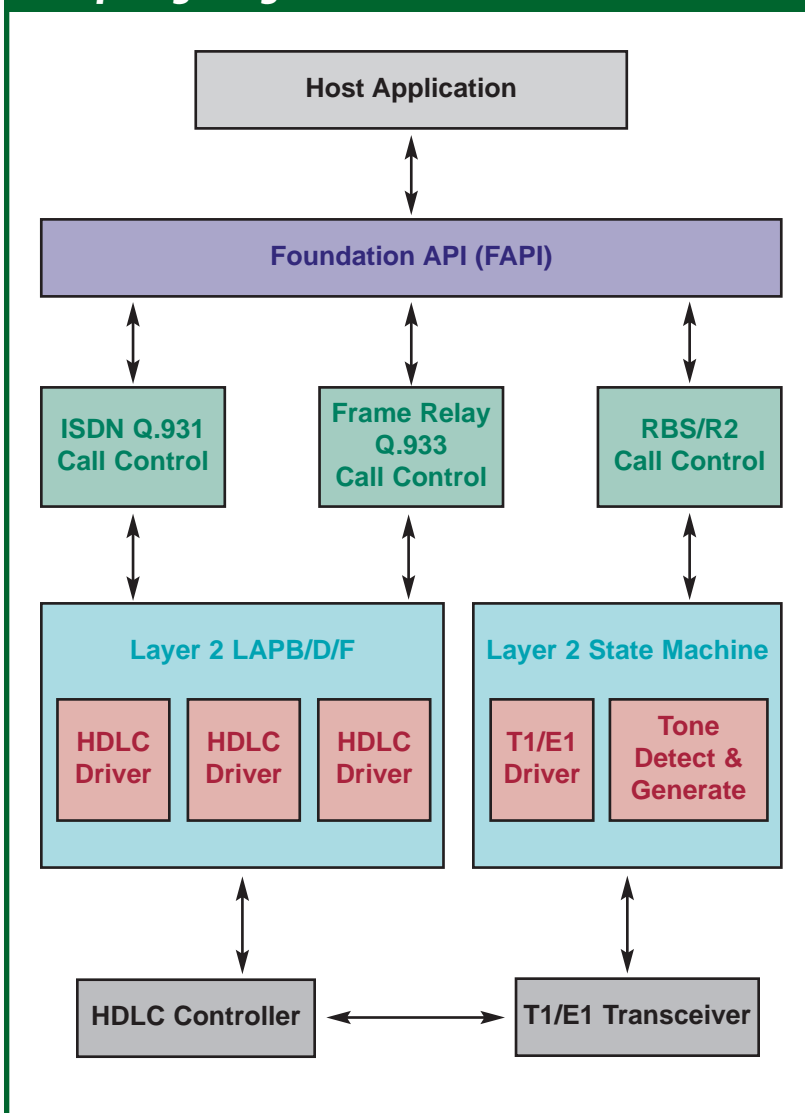 Host Application
Foundation API (FAPI)
ISDN Q.931
Call Control
Frame Relay
Q.933
Call Control
RBS/R2
Call Control
Layer 2 LAPB/D/F
HDLC
Driver
HDLC
Driver
HDLC
Driver
Layer 2 State Machine
T1/E1
Driver
Tone
Detect &
Generate
HDLC Controller
T1/E1 Transceiver